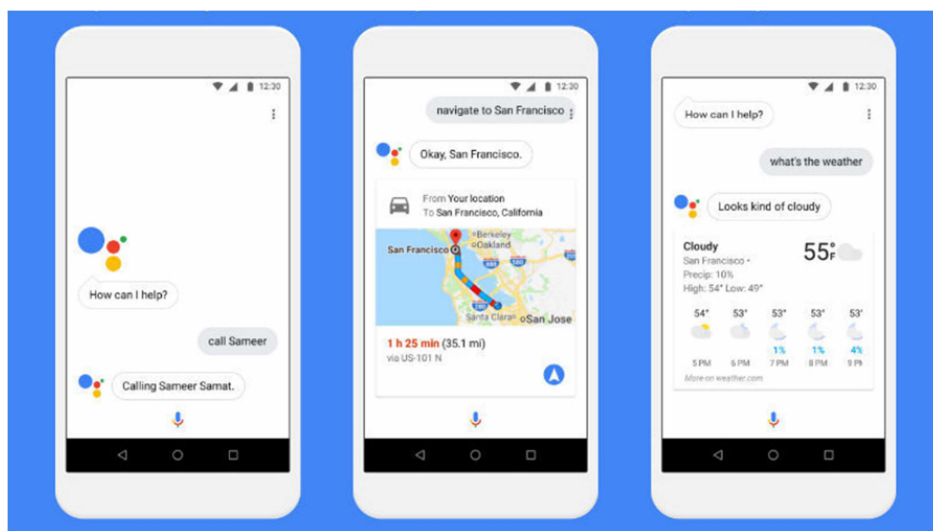 12:30
How can I help?
call Sameer
Calling Sameer Samat.
12:30
navigate to San Francisco
Okay, San Francisco.
From Your location
To San Francisco, California
Berkeley
Oakland
San Francisco
Santa Clara
San Jose
1 h 25 min (35.1 mi)
via US-101 N
12:30
How can I help?
what's the weather
Looks kind of cloudy
Cloudy
San Francisco •
Precip: 10%
High: 54° Low: 49°
55°F
54° 53° 53° 53° 53°
1% 1% 4%
5 PM 6 PM 7 PM 8 PM 9 PM
More on weather.com